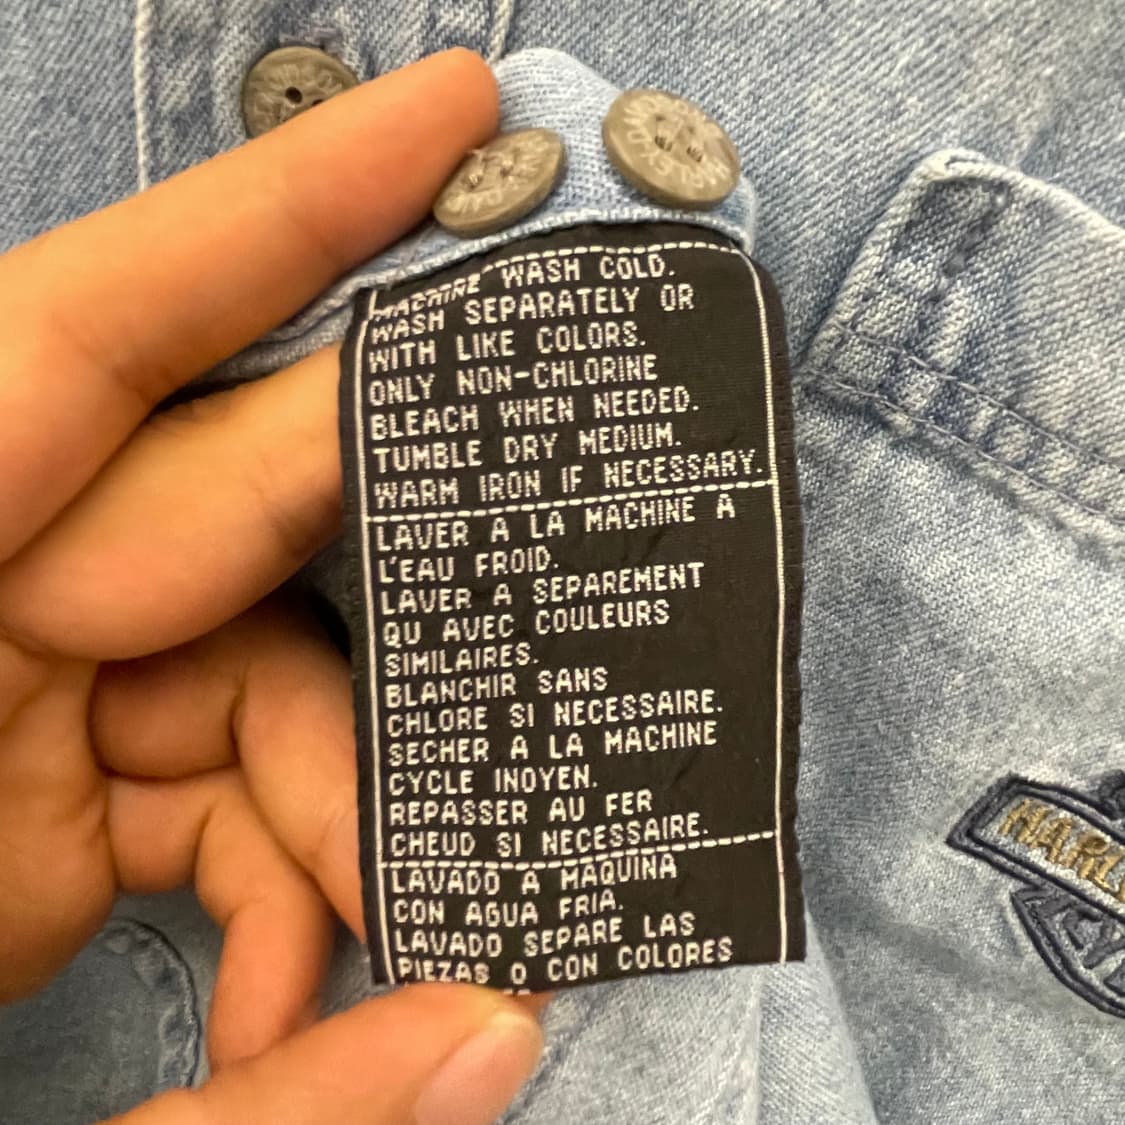 MACHINE WASH COLD.
WASH SEPARATELY OR
WITH LIKE COLORS.
ONLY NON-CHLORINE
BLEACH WHEN NEEDED.
TUMBLE DRY MEDIUM.
WARM IRON IF NECESSARY.
LAVER A LA MACHINE A
L'EAU FROID.
LAVER A SEPAREMENT
QU AVEC COULEURS
SIMILAIRES.
BLANCHIR SANS
CHLORE SI NECESSAIRE.
SECHER A LA MACHINE
CYCLE INOYEN.
REPASSER AU FER
CHEUD SI NECESSAIRE.
LAVADO A MAQUINA
CON AGUA FRIA.
LAVADO SEPARE LAS
PIEZAS O CON COLORES
HARL
CY